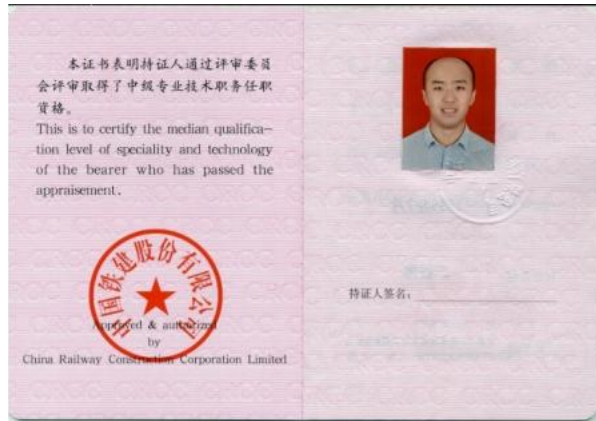 本证书表明持证人通过评审委员
会评审取得了中级专业技术职务任职
资格。
This is to certify the median qualifica-
tion level of speciality and technology
of the bearer who has passed the
appraisement.
中国铁建股份有限公司
Approved & authorized
by
China Railway Construction Corporation Limited
持证人签名: